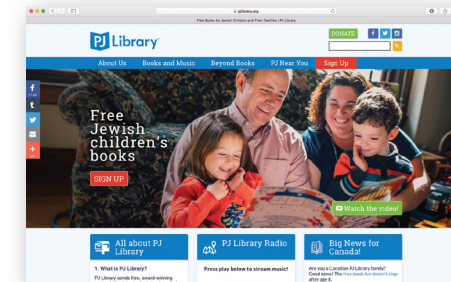 pjlibrary.org
Free Books for Jewish Children and Their Families | PJ Library
PJ Library
DONATE
About Us
Books and Music
Beyond Books
PJ Near You
Sign Up
Free
Jewish
children's
books
SIGN UP
Watch the video!
All about PJ
Library
PJ Library Radio
Big News for
Canada!
1. What is PJ Library?
PJ Library sends free, award-winning
Press play below to stream music!
Are you a Canadian PJ Library family?
Good news! The free book fun doesn't stop
after age 8.